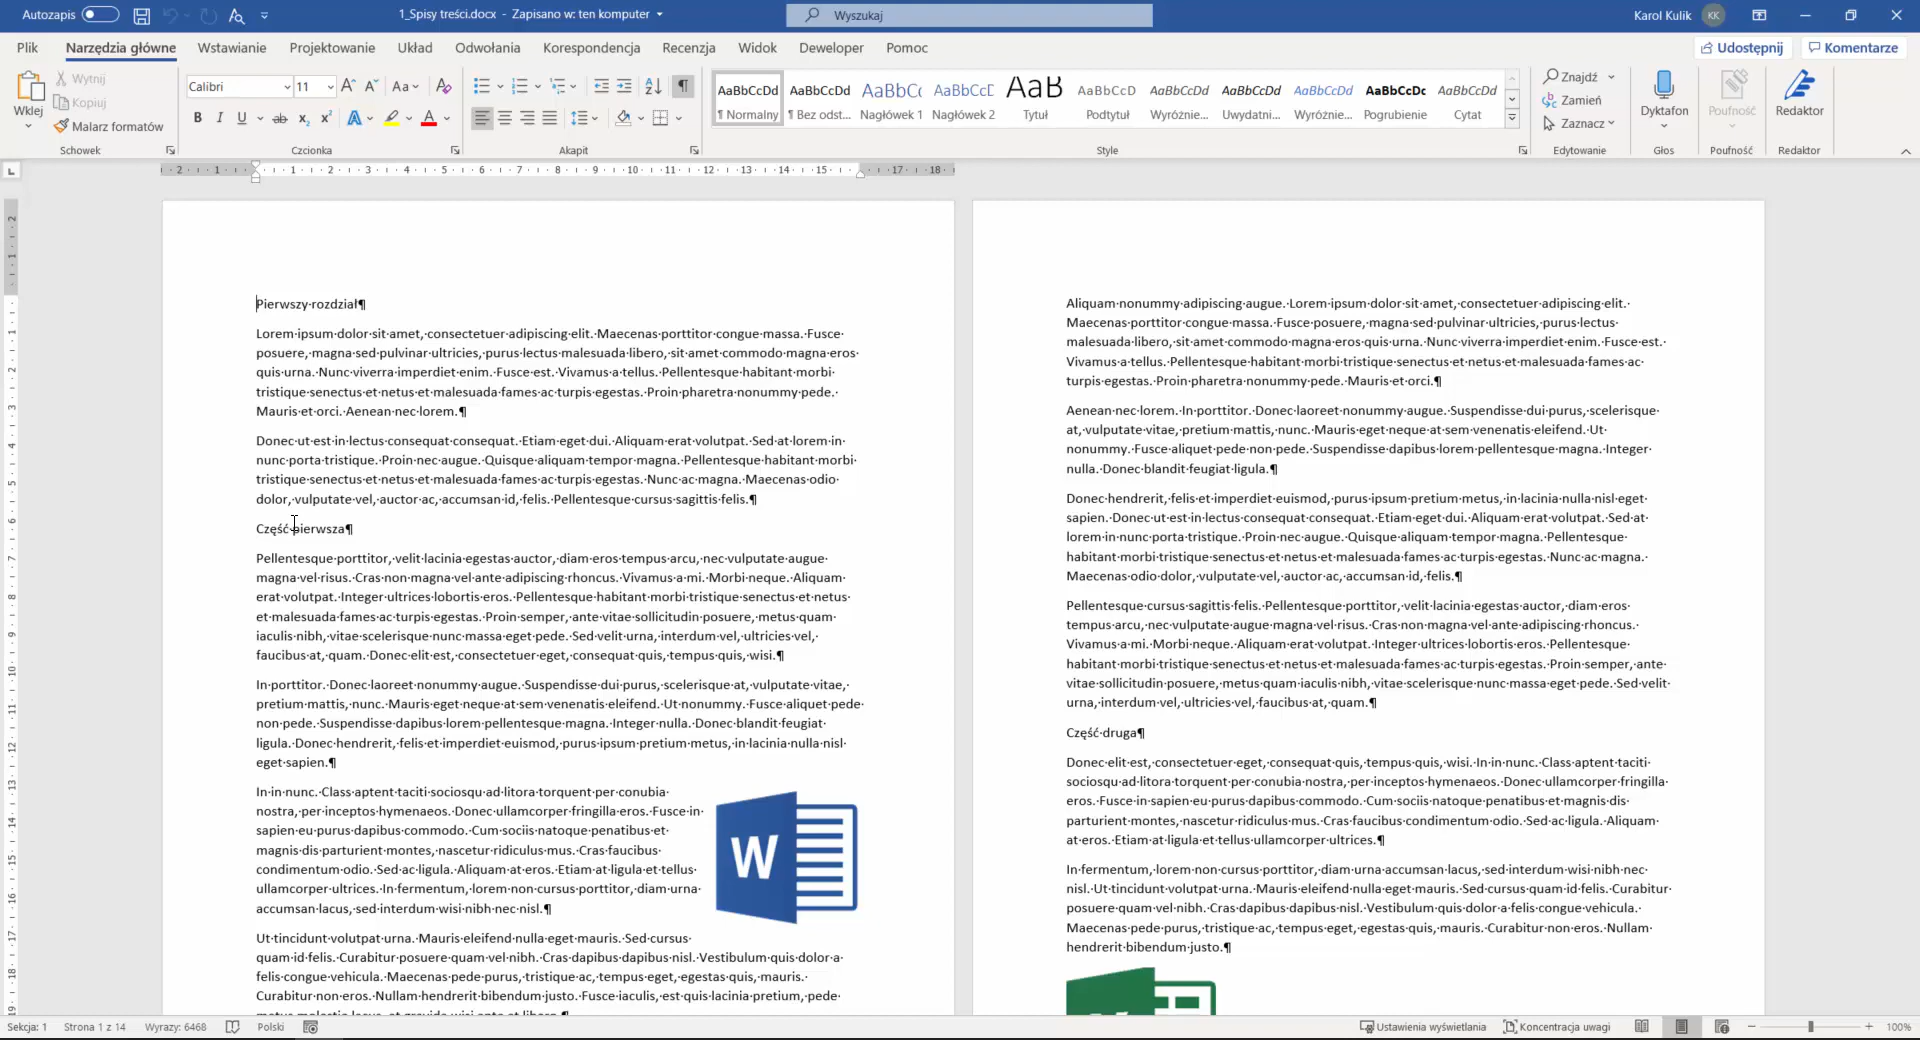 Autozapis
1_Spisy treści.docx - Zapisano w: ten komputer
Wyszukaj
Karol Kulik KK
Plik Narzędzia główne Wstawianie Projektowanie Układ Odwołania Korespondencja Recenzja Widok Deweloper Pomoc Udostępnij Komentarze
Wklej
Wytnij
Kopiuj
Malarz formatów
Schowek
Calibri 11
Czcionka
Akapit
AaBbCcDd AaBbCcDd AaBbCc AaBbCcE AaB AaBbCcD AaBbCcDd AaBbCcDd AaBbCcDd AaBbCcDc AaBbCcDd
¶ Normalny ¶ Bez odst... Nagłówek 1 Nagłówek 2 Tytuł Podtytuł Wyróżnie... Uwydatni... Wyróżnie... Pogrubienie Cytat
Style
Znajdź
Zamień
Zaznacz
Edytowanie
Dyktafon
Głos
Poufność
Poufność
Redaktor
Redaktor
2 1 1 2 3 4 5 6 7 8 9 10 11 12 13 14 15 17 18
Pierwszy·rozdział¶
Lorem·ipsum·dolor·sit·amet,·consectetuer·adipiscing·elit.·Maecenas·porttitor·congue·massa.·Fusce·
posuere,·magna·sed·pulvinar·ultricies,·purus·lectus·malesuada·libero,·sit·amet·commodo·magna·eros·
quis·urna.·Nunc·viverra·imperdiet·enim.·Fusce·est.·Vivamus·a·tellus.·Pellentesque·habitant·morbi·
tristique·senectus·et·netus·et·malesuada·fames·ac·turpis·egestas.·Proin·pharetra·nonummy·pede.·
Mauris·et·orci.·Aenean·nec·lorem.¶
Donec·ut·est·in·lectus·consequat·consequat.·Etiam·eget·dui.·Aliquam·erat·volutpat.·Sed·at·lorem·in·
nunc·porta·tristique.·Proin·nec·augue.·Quisque·aliquam·tempor·magna.·Pellentesque·habitant·morbi·
tristique·senectus·et·netus·et·malesuada·fames·ac·turpis·egestas.·Nunc·ac·magna.·Maecenas·odio·
dolor,·vulputate·vel,·auctor·ac,·accumsan·id,·felis.·Pellentesque·cursus·sagittis·felis.¶
Część·pierwsza¶
Pellentesque·porttitor,·velit·lacinia·egestas·auctor,·diam·eros·tempus·arcu,·nec·vulputate·augue·
magna·vel·risus.·Cras·non·magna·vel·ante·adipiscing·rhoncus.·Vivamus·a·mi.·Morbi·neque.·Aliquam·
erat·volutpat.·Integer·ultrices·lobortis·eros.·Pellentesque·habitant·morbi·tristique·senectus·et·netus·
et·malesuada·fames·ac·turpis·egestas.·Proin·semper,·ante·vitae·sollicitudin·posuere,·metus·quam·
iaculis·nibh,·vitae·scelerisque·nunc·massa·eget·pede.·Sed·velit·urna,·interdum·vel,·ultricies·vel,·
faucibus·at,·quam.·Donec·elit·est,·consectetuer·eget,·consequat·quis,·tempus·quis,·wisi.¶
In·porttitor.·Donec·laoreet·nonummy·augue.·Suspendisse·dui·purus,·scelerisque·at,·vulputate·vitae,·
pretium·mattis,·nunc.·Mauris·eget·neque·at·sem·venenatis·eleifend.·Ut·nonummy.·Fusce·aliquet·pede·
non·pede.·Suspendisse·dapibus·lorem·pellentesque·magna.·Integer·nulla.·Donec·blandit·feugiat·
ligula.·Donec·hendrerit,·felis·et·imperdiet·euismod,·purus·ipsum·pretium·metus,·in·lacinia·nulla·nisl·
eget·sapien.¶
In·in·nunc.·Class·aptent·taciti·sociosqu·ad·litora·torquent·per·conubia·
nostra,·per·inceptos·hymenaeos.·Donec·ullamcorper·fringilla·eros.·Fusce·in·
sapien·eu·purus·dapibus·commodo.·Cum·sociis·natoque·penatibus·et·
magnis·dis·parturient·montes,·nascetur·ridiculus·mus.·Cras·faucibus·
condimentum·odio.·Sed·ac·ligula.·Aliquam·at·eros.·Etiam·at·ligula·et·tellus·
ullamcorper·ultrices.·In·fermentum,·lorem·non·cursus·porttitor,·diam·urna·
accumsan·lacus,·sed·interdum·wisi·nibh·nec·nisl.¶
W
Ut·tincidunt·volutpat·urna.·Mauris·eleifend·nulla·eget·mauris.·Sed·cursus·
quam·id·felis.·Curabitur·posuere·quam·vel·nibh.·Cras·dapibus·dapibus·nisl.·Vestibulum·quis·dolor·a·
felis·congue·vehicula.·Maecenas·pede·purus,·tristique·ac,·tempus·eget,·egestas·quis,·mauris.·
Curabitur·non·eros.·Nullam·hendrerit·bibendum·justo.·Fusce·iaculis,·est·quis·lacinia·pretium,·pede·
Aliquam·nonummy·adipiscing·augue.·Lorem·ipsum·dolor·sit·amet,·consectetuer·adipiscing·elit.·
Maecenas·porttitor·congue·massa.·Fusce·posuere,·magna·sed·pulvinar·ultricies,·purus·lectus·
malesuada·libero,·sit·amet·commodo·magna·eros·quis·urna.·Nunc·viverra·imperdiet·enim.·Fusce·est.·
Vivamus·a·tellus.·Pellentesque·habitant·morbi·tristique·senectus·et·netus·et·malesuada·fames·ac·
turpis·egestas.·Proin·pharetra·nonummy·pede.·Mauris·et·orci.¶
Aenean·nec·lorem.·In·porttitor.·Donec·laoreet·nonummy·augue.·Suspendisse·dui·purus,·scelerisque·
at,·vulputate·vitae,·pretium·mattis,·nunc.·Mauris·eget·neque·at·sem·venenatis·eleifend.·Ut·
nonummy.·Fusce·aliquet·pede·non·pede.·Suspendisse·dapibus·lorem·pellentesque·magna.·Integer·
nulla.·Donec·blandit·feugiat·ligula.¶
Donec·hendrerit,·felis·et·imperdiet·euismod,·purus·ipsum·pretium·metus,·in·lacinia·nulla·nisl·eget·
sapien.·Donec·ut·est·in·lectus·consequat·consequat.·Etiam·eget·dui.·Aliquam·erat·volutpat.·Sed·at·
lorem·in·nunc·porta·tristique.·Proin·nec·augue.·Quisque·aliquam·tempor·magna.·Pellentesque·
habitant·morbi·tristique·senectus·et·netus·et·malesuada·fames·ac·turpis·egestas.·Nunc·ac·magna.·
Maecenas·odio·dolor,·vulputate·vel,·auctor·ac,·accumsan·id,·felis.¶
Pellentesque·cursus·sagittis·felis.·Pellentesque·porttitor,·velit·lacinia·egestas·auctor,·diam·eros·
tempus·arcu,·nec·vulputate·augue·magna·vel·risus.·Cras·non·magna·vel·ante·adipiscing·rhoncus.·
Vivamus·a·mi.·Morbi·neque.·Aliquam·erat·volutpat.·Integer·ultrices·lobortis·eros.·Pellentesque·
habitant·morbi·tristique·senectus·et·netus·et·malesuada·fames·ac·turpis·egestas.·Proin·semper,·ante·
vitae·sollicitudin·posuere,·metus·quam·iaculis·nibh,·vitae·scelerisque·nunc·massa·eget·pede.·Sed·velit·
urna,·interdum·vel,·ultricies·vel,·faucibus·at,·quam.¶
Część·druga¶
Donec·elit·est,·consectetuer·eget,·consequat·quis,·tempus·quis,·wisi.·In·in·nunc.·Class·aptent·taciti·
sociosqu·ad·litora·torquent·per·conubia·nostra,·per·inceptos·hymenaeos.·Donec·ullamcorper·fringilla·
eros.·Fusce·in·sapien·eu·purus·dapibus·commodo.·Cum·sociis·natoque·penatibus·et·magnis·dis·
parturient·montes,·nascetur·ridiculus·mus.·Cras·faucibus·condimentum·odio.·Sed·ac·ligula.·Aliquam·
at·eros.·Etiam·at·ligula·et·tellus·ullamcorper·ultrices.¶
In·fermentum,·lorem·non·cursus·porttitor,·diam·urna·accumsan·lacus,·sed·interdum·wisi·nibh·nec·
nisl.·Ut·tincidunt·volutpat·urna.·Mauris·eleifend·nulla·eget·mauris.·Sed·cursus·quam·id·felis.·Curabitur·
posuere·quam·vel·nibh.·Cras·dapibus·dapibus·nisl.·Vestibulum·quis·dolor·a·felis·congue·vehicula.·
Maecenas·pede·purus,·tristique·ac,·tempus·eget,·egestas·quis,·mauris.·Curabitur·non·eros.·Nullam·
hendrerit·bibendum·justo.¶
Sekcja: 1 Strona 1 z 14 Wyrazy: 6468 Polski Ustawienia wyświetlania Koncentracja uwagi 100%